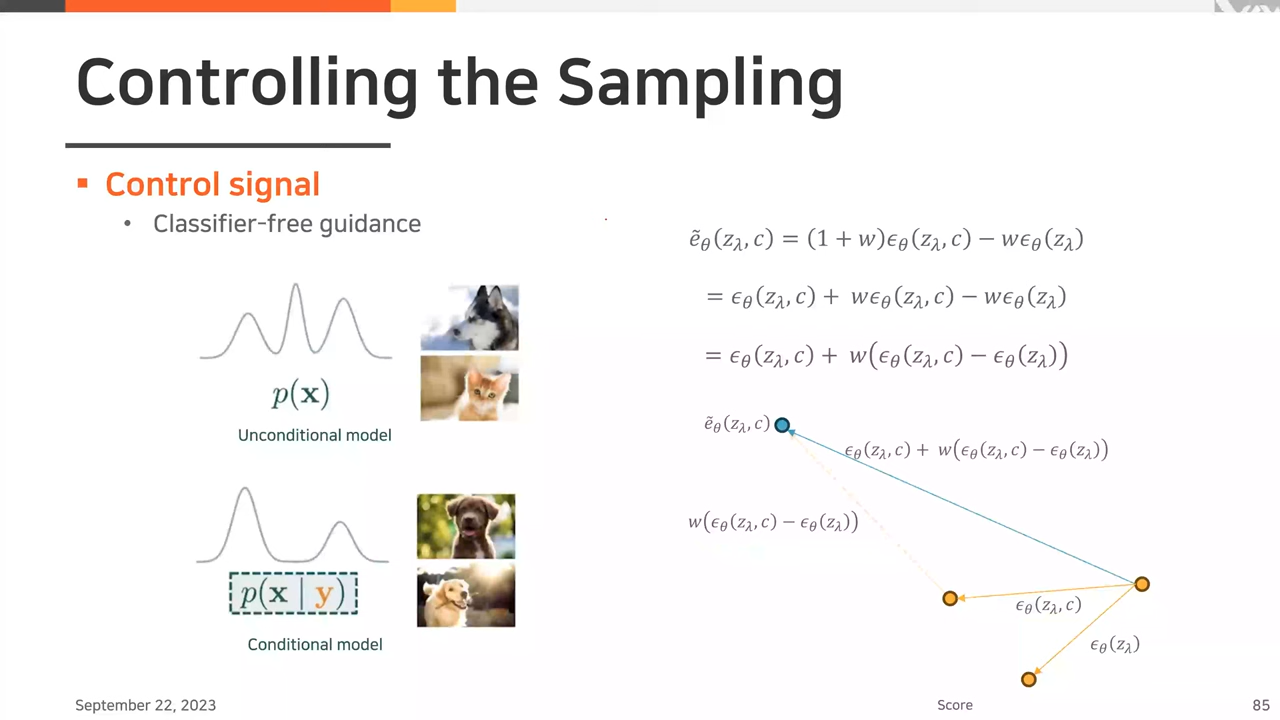 Controlling the Sampling
▪ Control signal
• Classifier-free guidance
p(x)
Unconditional model
p(x | y)
Conditional model
ẽ_θ(z_λ, c) = (1 + w)ϵ_θ(z_λ, c) − wϵ_θ(z_λ)
= ϵ_θ(z_λ, c) + wϵ_θ(z_λ, c) − wϵ_θ(z_λ)
= ϵ_θ(z_λ, c) + w(ϵ_θ(z_λ, c) − ϵ_θ(z_λ))
ẽ_θ(z_λ, c)
ϵ_θ(z_λ, c) + w(ϵ_θ(z_λ, c) − ϵ_θ(z_λ))
w(ϵ_θ(z_λ, c) − ϵ_θ(z_λ))
ϵ_θ(z_λ, c)
ϵ_θ(z_λ)
September 22, 2023
Score
85